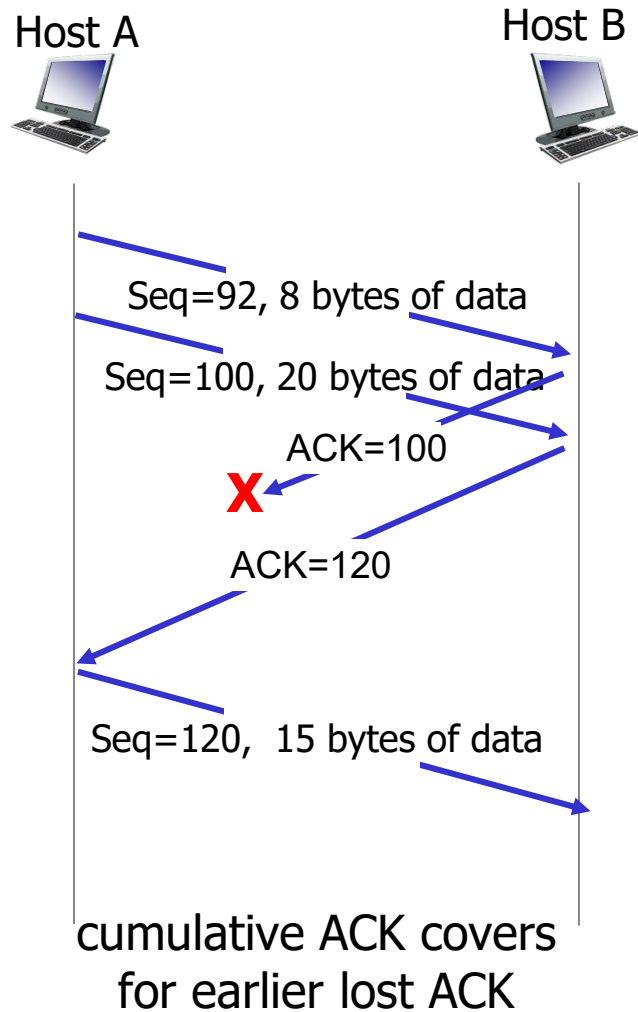 Host A
Host B
Seq=92, 8 bytes of data
Seq=100, 20 bytes of data
ACK=100
X
ACK=120
Seq=120, 15 bytes of data
cumulative ACK covers
for earlier lost ACK